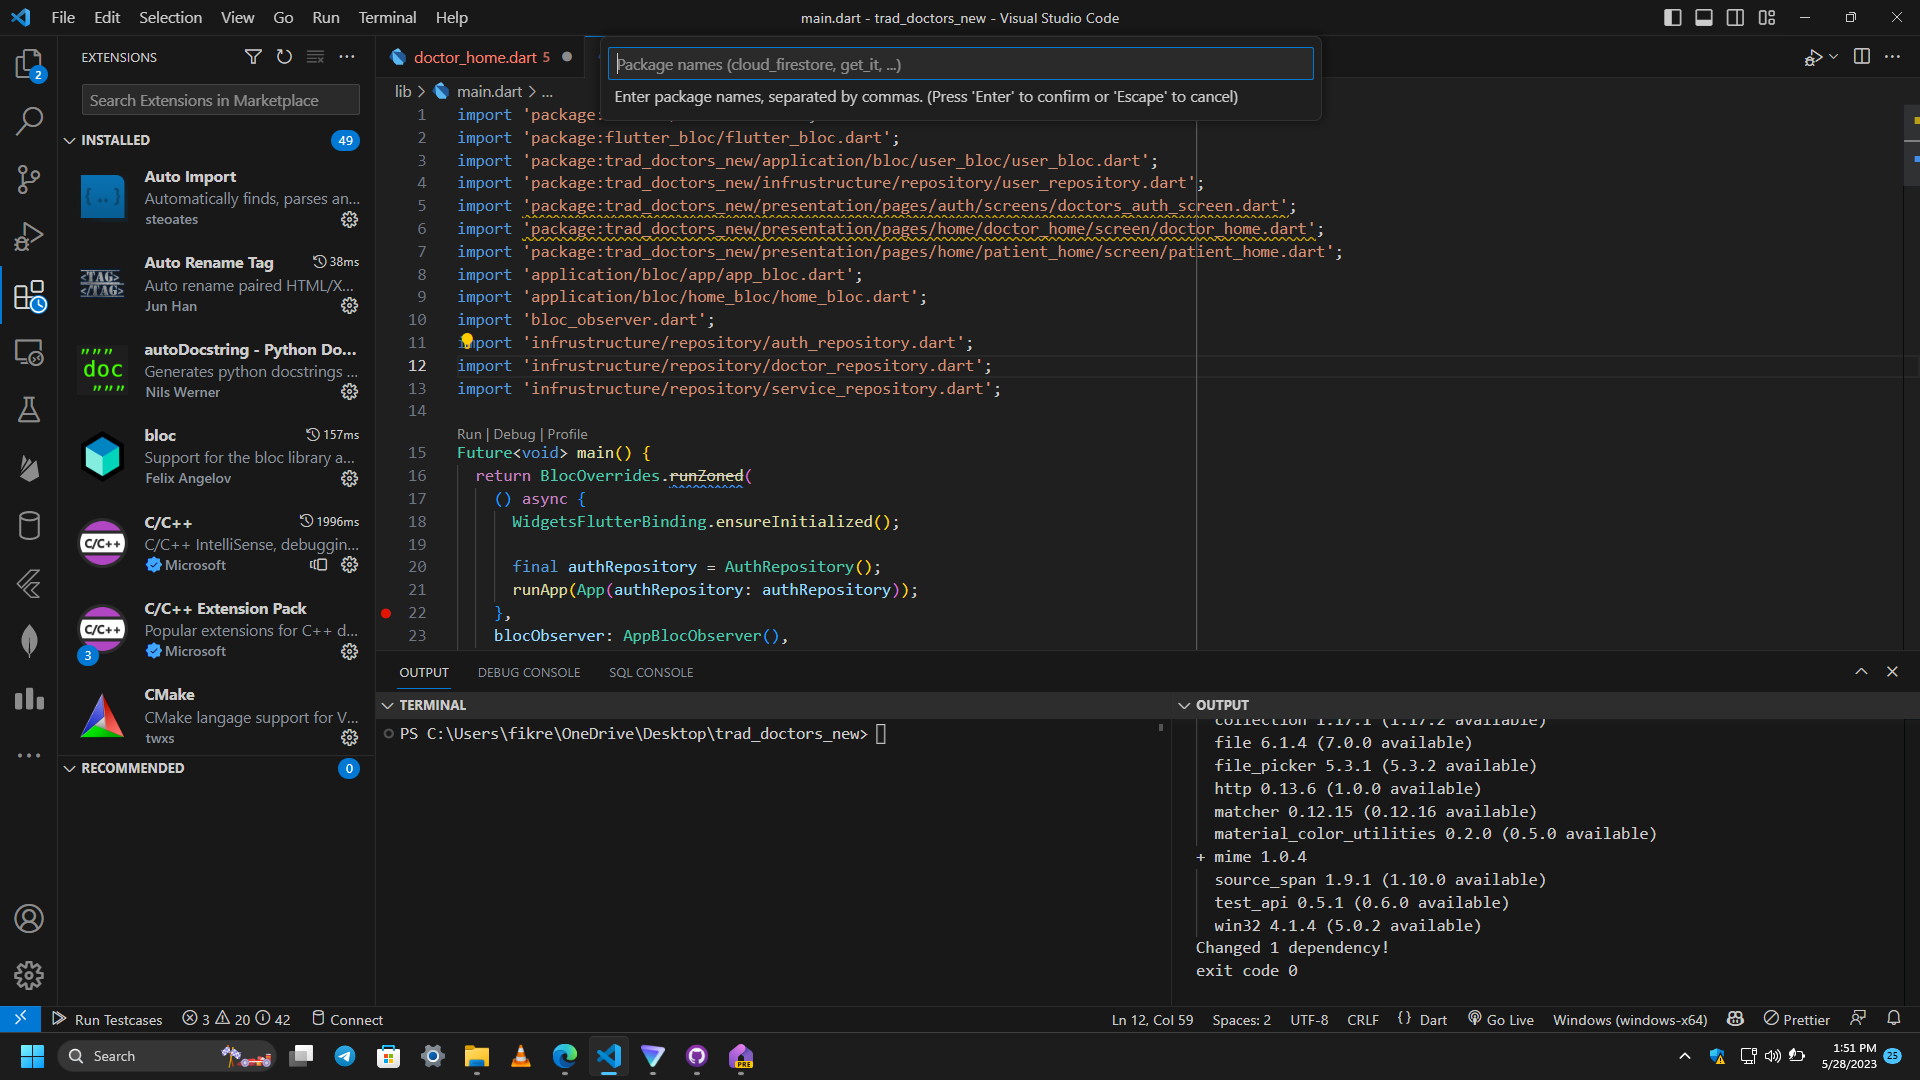 File Edit Selection View Go Run Terminal Help
main.dart - trad_doctors_new - Visual Studio Code
2
EXTENSIONS
Search Extensions in Marketplace
INSTALLED 49
Auto Import
Automatically finds, parses an...
steoates
Auto Rename Tag 38ms
Auto rename paired HTML/X...
Jun Han
autoDocstring - Python Do...
Generates python docstrings ...
Nils Werner
bloc 157ms
Support for the bloc library a...
Felix Angelov
C/C++ 1996ms
C/C++ IntelliSense, debuggin...
Microsoft
C/C++ Extension Pack
Popular extensions for C++ d...
Microsoft
3
CMake
CMake langage support for V...
twxs
RECOMMENDED 0
doctor_home.dart 5
Package names (cloud_firestore, get_it, ...)
Enter package names, separated by commas. (Press 'Enter' to confirm or 'Escape' to cancel)
lib > main.dart > ...
1 import 'package:
2 import 'package:flutter_bloc/flutter_bloc.dart';
3 import 'package:trad_doctors_new/application/bloc/user_bloc/user_bloc.dart';
4 import 'package:trad_doctors_new/infrustructure/repository/user_repository.dart';
5 import 'package:trad_doctors_new/presentation/pages/auth/screens/doctors_auth_screen.dart';
6 import 'package:trad_doctors_new/presentation/pages/home/doctor_home/screen/doctor_home.dart';
7 import 'package:trad_doctors_new/presentation/pages/home/patient_home/screen/patient_home.dart';
8 import 'application/bloc/app/app_bloc.dart';
9 import 'application/bloc/home_bloc/home_bloc.dart';
10 import 'bloc_observer.dart';
11 import 'infrustructure/repository/auth_repository.dart';
12 import 'infrustructure/repository/doctor_repository.dart';
13 import 'infrustructure/repository/service_repository.dart';
14
Run | Debug | Profile
15 Future<void> main() {
16 return BlocOverrides.runZoned(
17 () async {
18 WidgetsFlutterBinding.ensureInitialized();
19
20 final authRepository = AuthRepository();
21 runApp(App(authRepository: authRepository));
22 },
23 blocObserver: AppBlocObserver(),
OUTPUT DEBUG CONSOLE SQL CONSOLE
TERMINAL
PS C:\Users\fikre\OneDrive\Desktop\trad_doctors_new>
OUTPUT
collection 1.17.1 (1.17.2 available)
file 6.1.4 (7.0.0 available)
file_picker 5.3.1 (5.3.2 available)
http 0.13.6 (1.0.0 available)
matcher 0.12.15 (0.12.16 available)
material_color_utilities 0.2.0 (0.5.0 available)
+ mime 1.0.4
source_span 1.9.1 (1.10.0 available)
test_api 0.5.1 (0.6.0 available)
win32 4.1.4 (5.0.2 available)
Changed 1 dependency!
exit code 0
Run Testcases 3 20 42 Connect
Ln 12, Col 59 Spaces: 2 UTF-8 CRLF {} Dart Go Live Windows (windows-x64) Prettier
Search
PRE
1:51 PM
5/28/2023
25